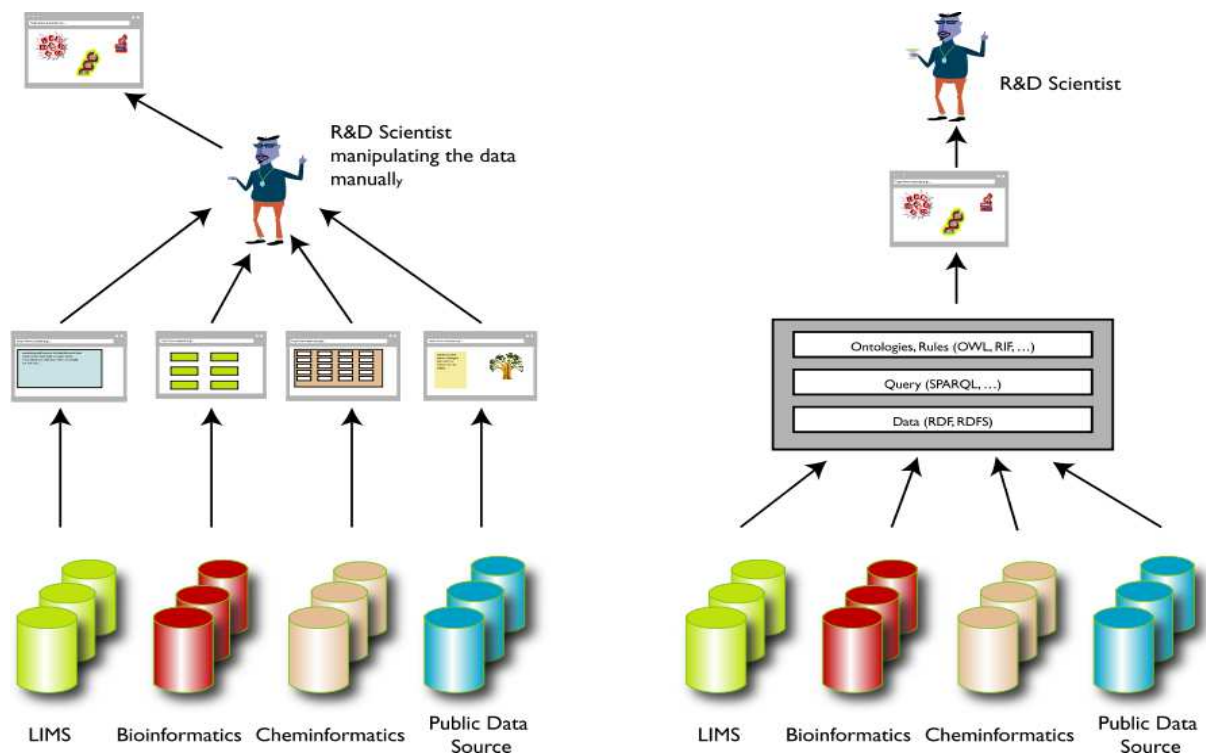 R&D Scientist
manipulating the data
manually
LIMS
Bioinformatics
Cheminformatics
Public Data
Source
R&D Scientist
Ontologies, Rules (OWL, RIF, …)
Query (SPARQL, …)
Data (RDF, RDFS)
LIMS
Bioinformatics
Cheminformatics
Public Data
Source